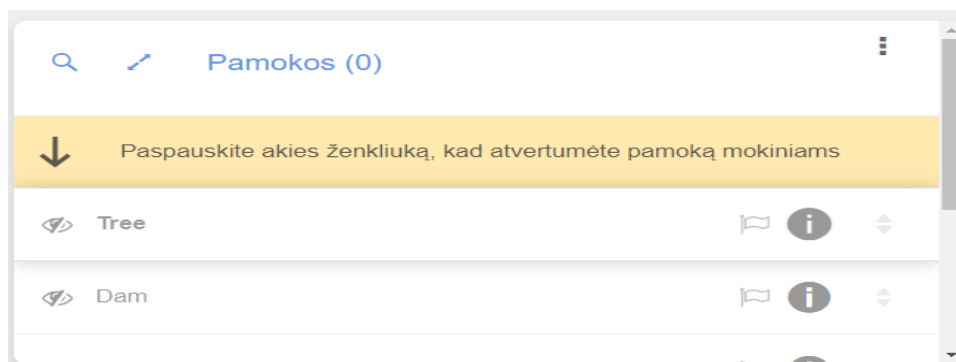 Pamokos (0)
Paspauskite akies ženkliuką, kad atvertumėte pamoką mokiniams
Tree
Dam